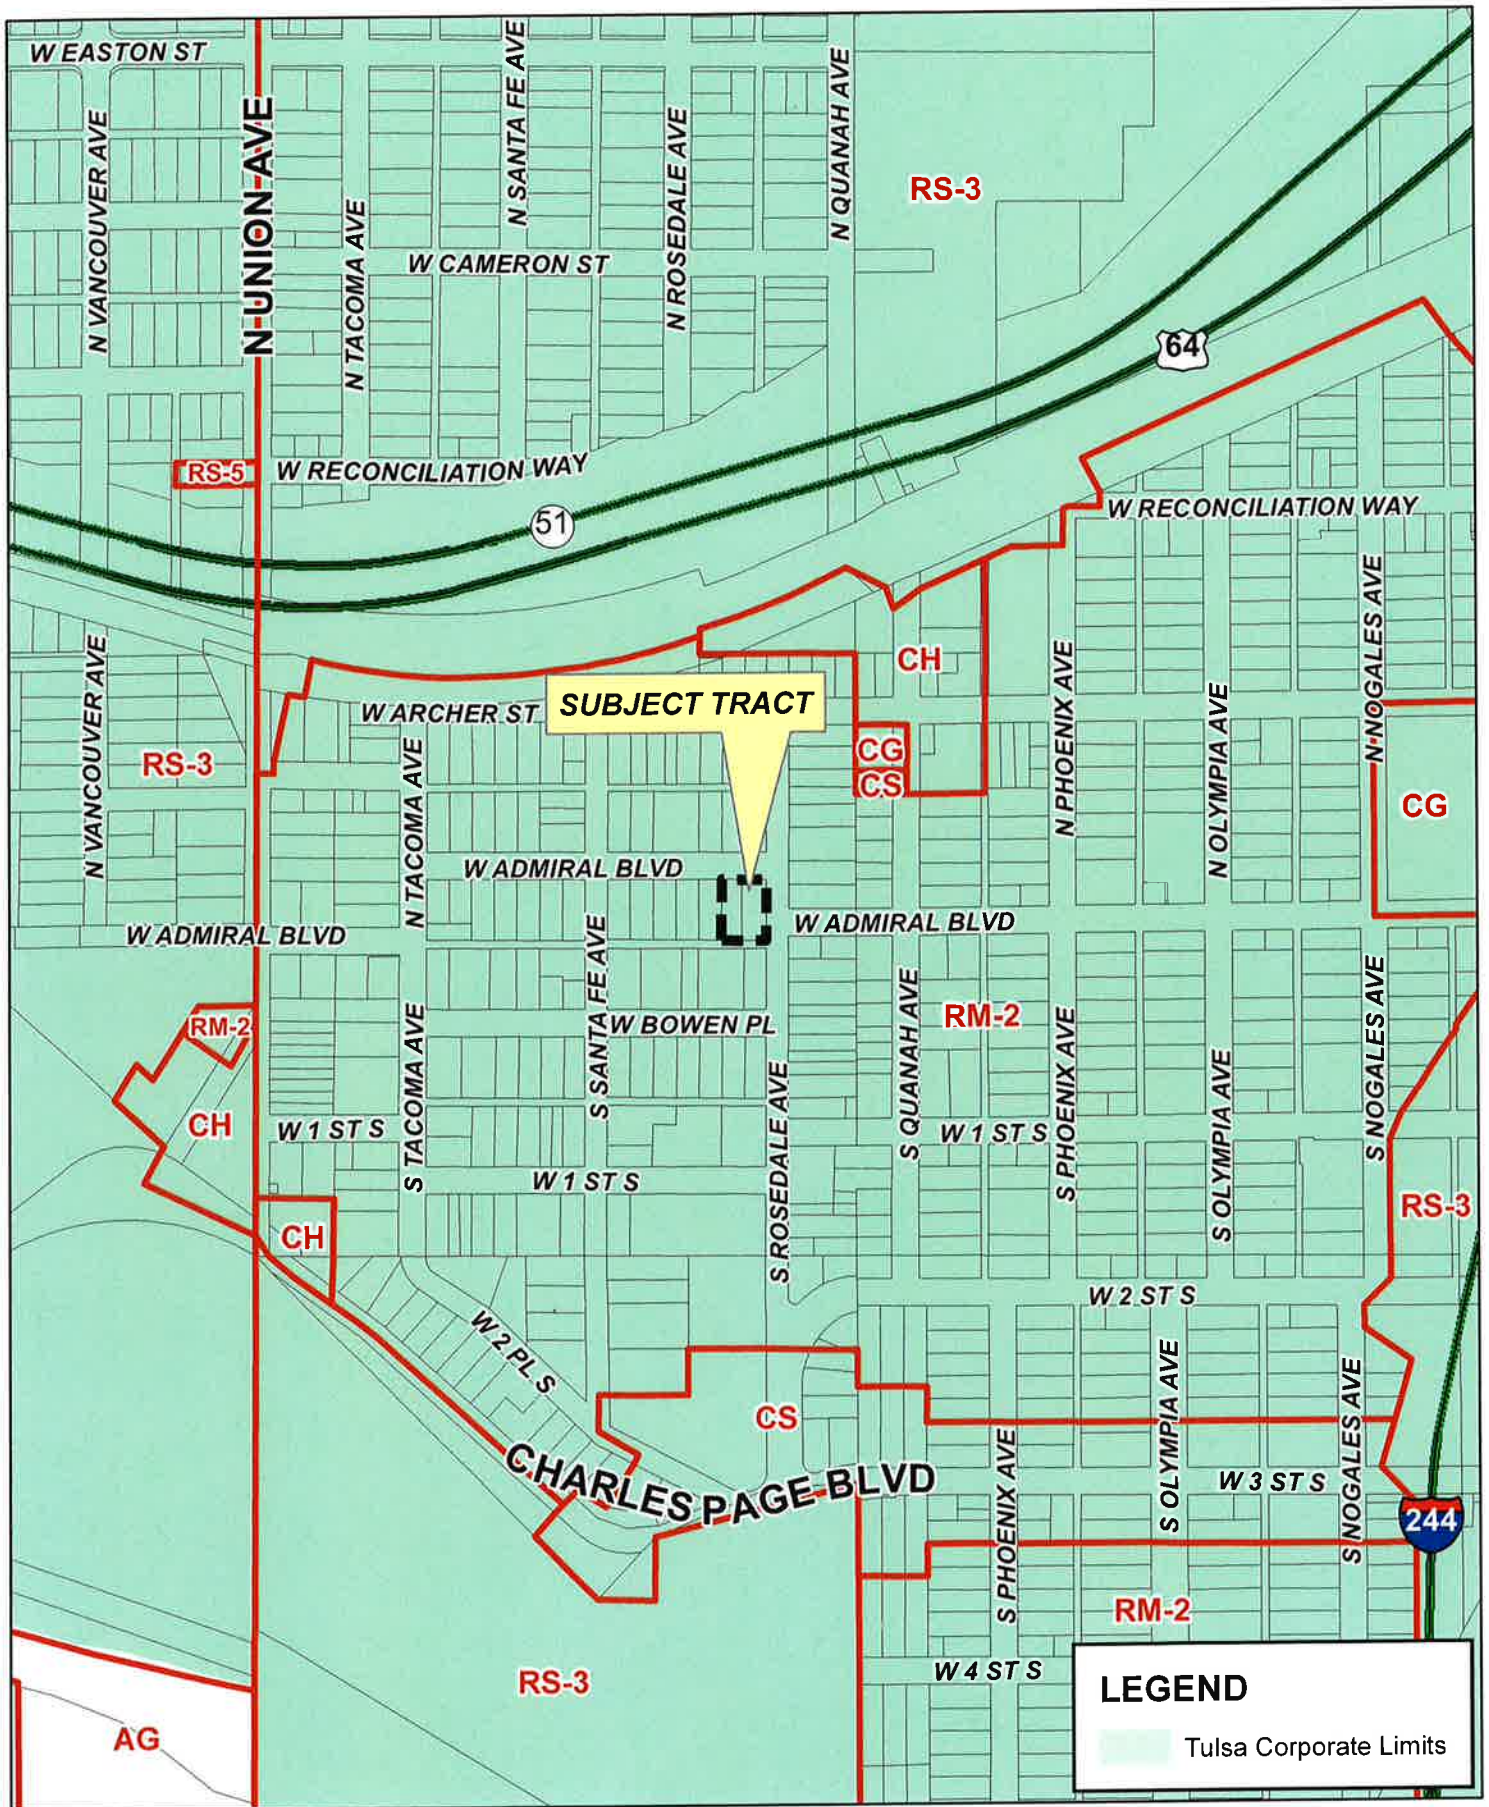 W EASTON ST
N VANCOUVER AVE
N UNION AVE
N TACOMA AVE
N SANTA FE AVE
N ROSEDALE AVE
N QUANAH AVE
RS-3
W CAMERON ST
64
RS-5
W RECONCILIATION WAY
51
W RECONCILIATION WAY
N VANCOUVER AVE
RS-3
W ARCHER ST
SUBJECT TRACT
CH
CG
CS
N PHOENIX AVE
N OLYMPIA AVE
N NOGALES AVE
CG
N TACOMA AVE
W ADMIRAL BLVD
W ADMIRAL BLVD
W ADMIRAL BLVD
S SANTA FE AVE
RM-2
W BOWEN PL
S QUANAH AVE
RM-2
S PHOENIX AVE
S OLYMPIA AVE
S NOGALES AVE
S TACOMA AVE
CH
W 1 ST S
W 1 ST S
W 1 ST S
S ROSEDALE AVE
RS-3
CH
W 2 ST S
W 2 PL S
CS
S PHOENIX AVE
S OLYMPIA AVE
S NOGALES AVE
CHARLES PAGE BLVD
W 3 ST S
244
RM-2
W 4 ST S
RS-3
AG
LEGEND
Tulsa Corporate Limits